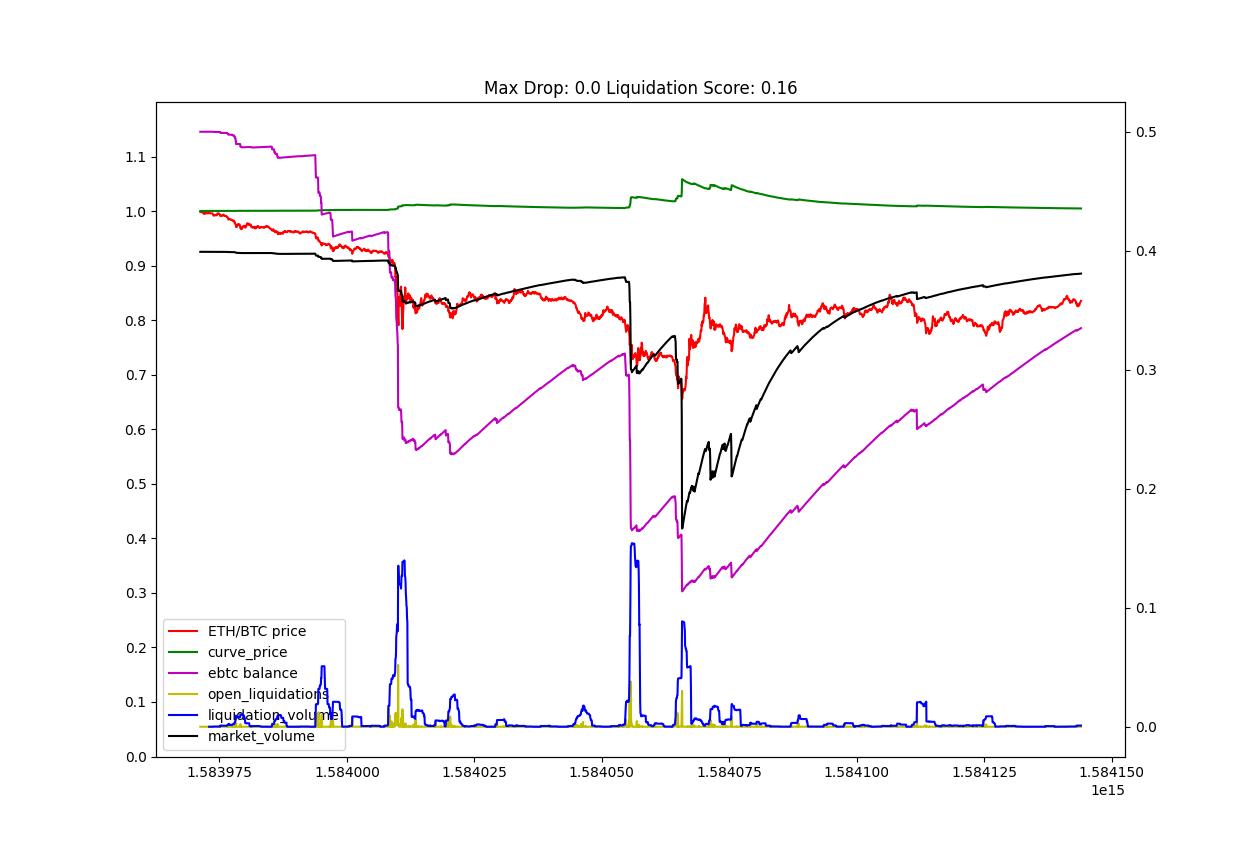 Max Drop: 0.0 Liquidation Score: 0.16
1.1
1.0
0.9
0.8
0.7
0.6
0.5
0.4
0.3
0.2
0.1
0.0
0.5
0.4
0.3
0.2
0.1
0.0
ETH/BTC price
curve_price
ebtc balance
open_liquidations
liquidation_volume
market_volume
1.583975 1.584000 1.584025 1.584050 1.584075 1.584100 1.584125 1.584150
1e15